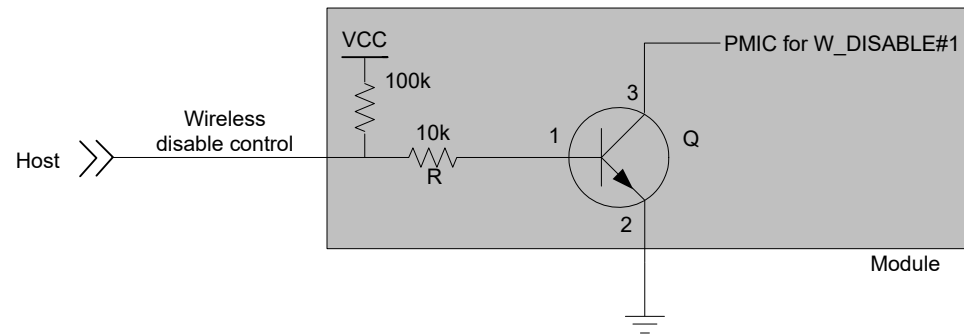 VCC
PMIC for W_DISABLE#1
100k
3
Wireless
disable control
10k
1
Q
Host
R
2
Module